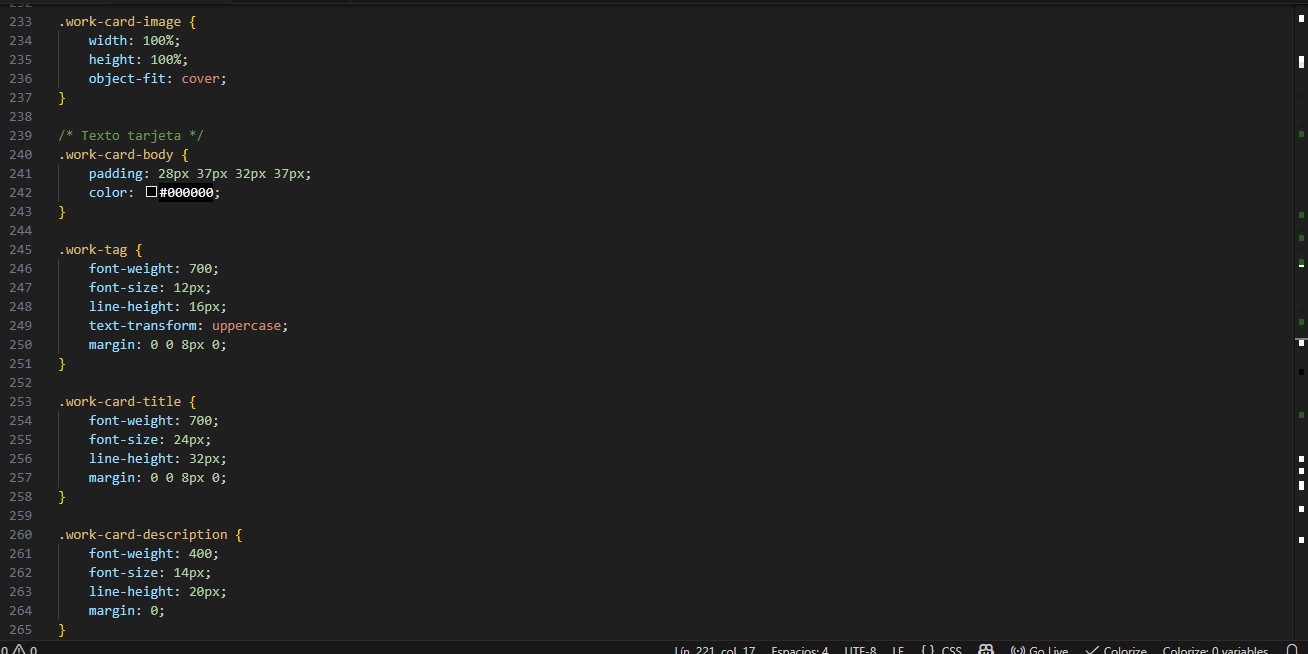 233 .work-card-image {
234     width: 100%;
235     height: 100%;
236     object-fit: cover;
237 }
238
239 /* Texto tarjeta */
240 .work-card-body {
241     padding: 28px 37px 32px 37px;
242     color: #000000;
243 }
244
245 .work-tag {
246     font-weight: 700;
247     font-size: 12px;
248     line-height: 16px;
249     text-transform: uppercase;
250     margin: 0 0 8px 0;
251 }
252
253 .work-card-title {
254     font-weight: 700;
255     font-size: 24px;
256     line-height: 32px;
257     margin: 0 0 8px 0;
258 }
259
260 .work-card-description {
261     font-weight: 400;
262     font-size: 14px;
263     line-height: 20px;
264     margin: 0;
265 }
0 0 Lín. 221, col. 17 Espacios: 4 UTF-8 LF { } CSS Go Live Colorize Colorize: 0 variables